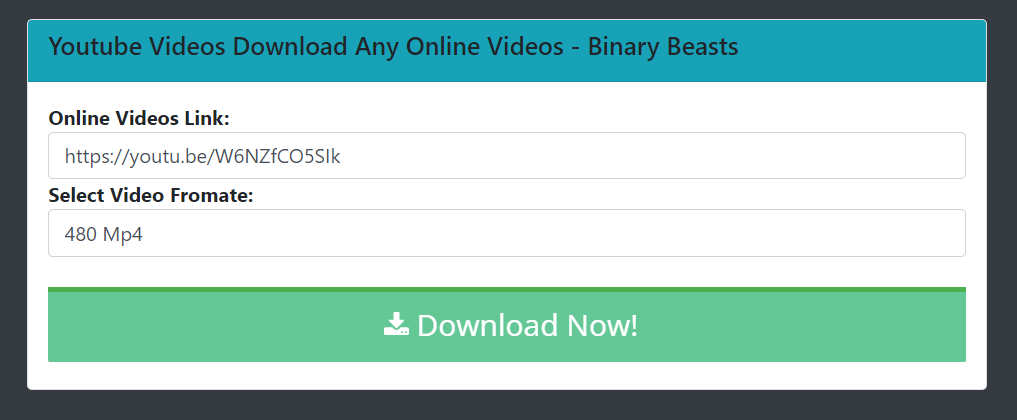 Youtube Videos Download Any Online Videos - Binary Beasts
Online Videos Link:
https://youtu.be/W6NZfCO5SIk
Select Video Fromate:
480 Mp4
Download Now!